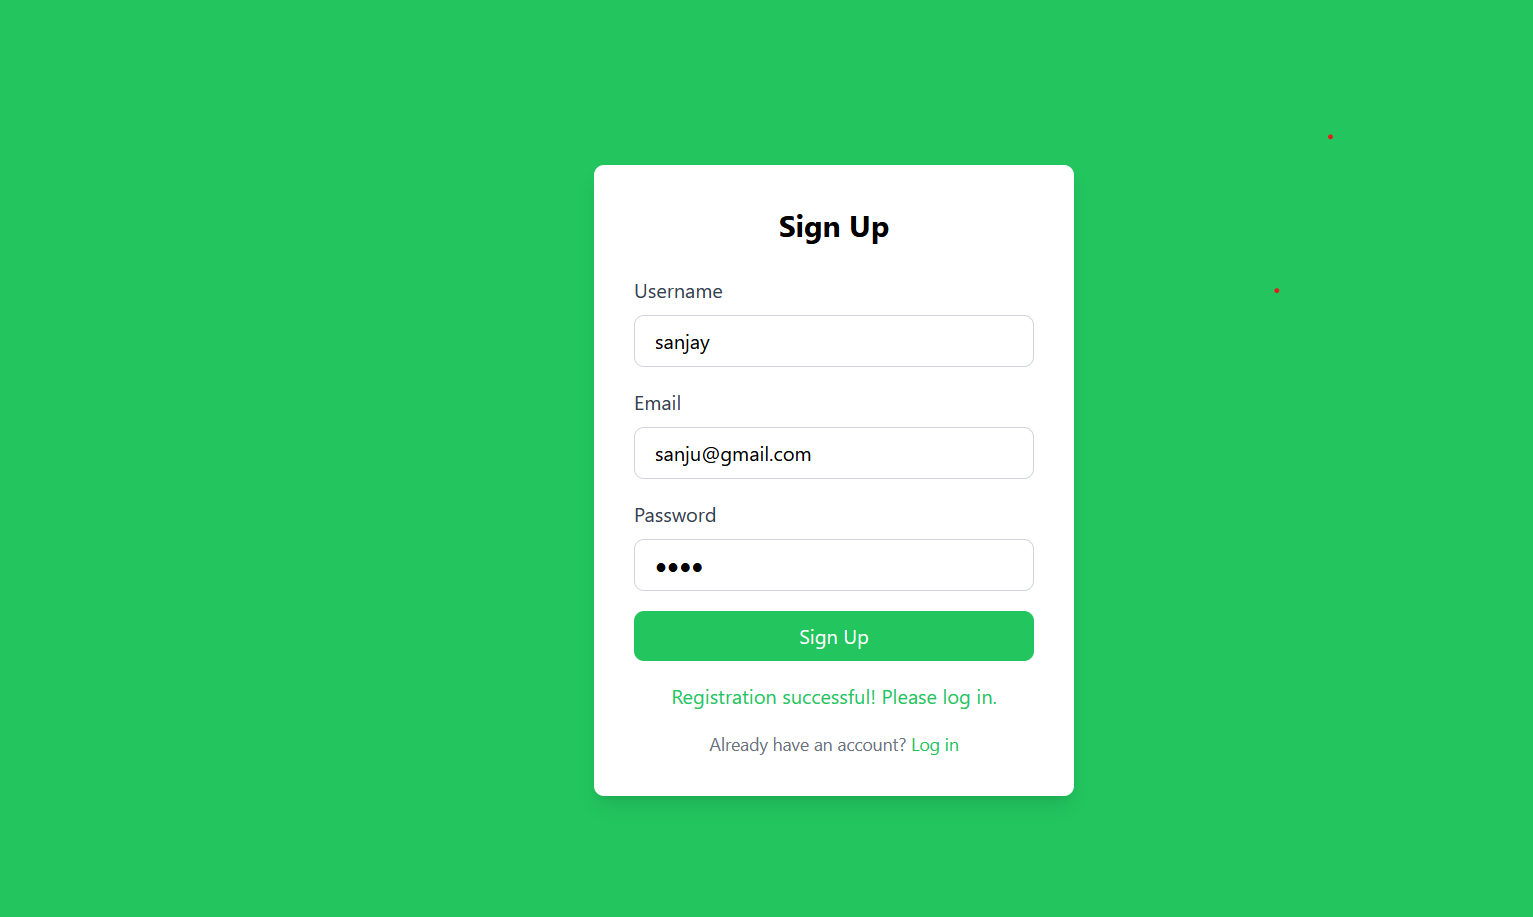 Sign Up
Username
sanjay
Email
sanju@gmail.com
Password
••••
Sign Up
Registration successful! Please log in.
Already have an account? Log in